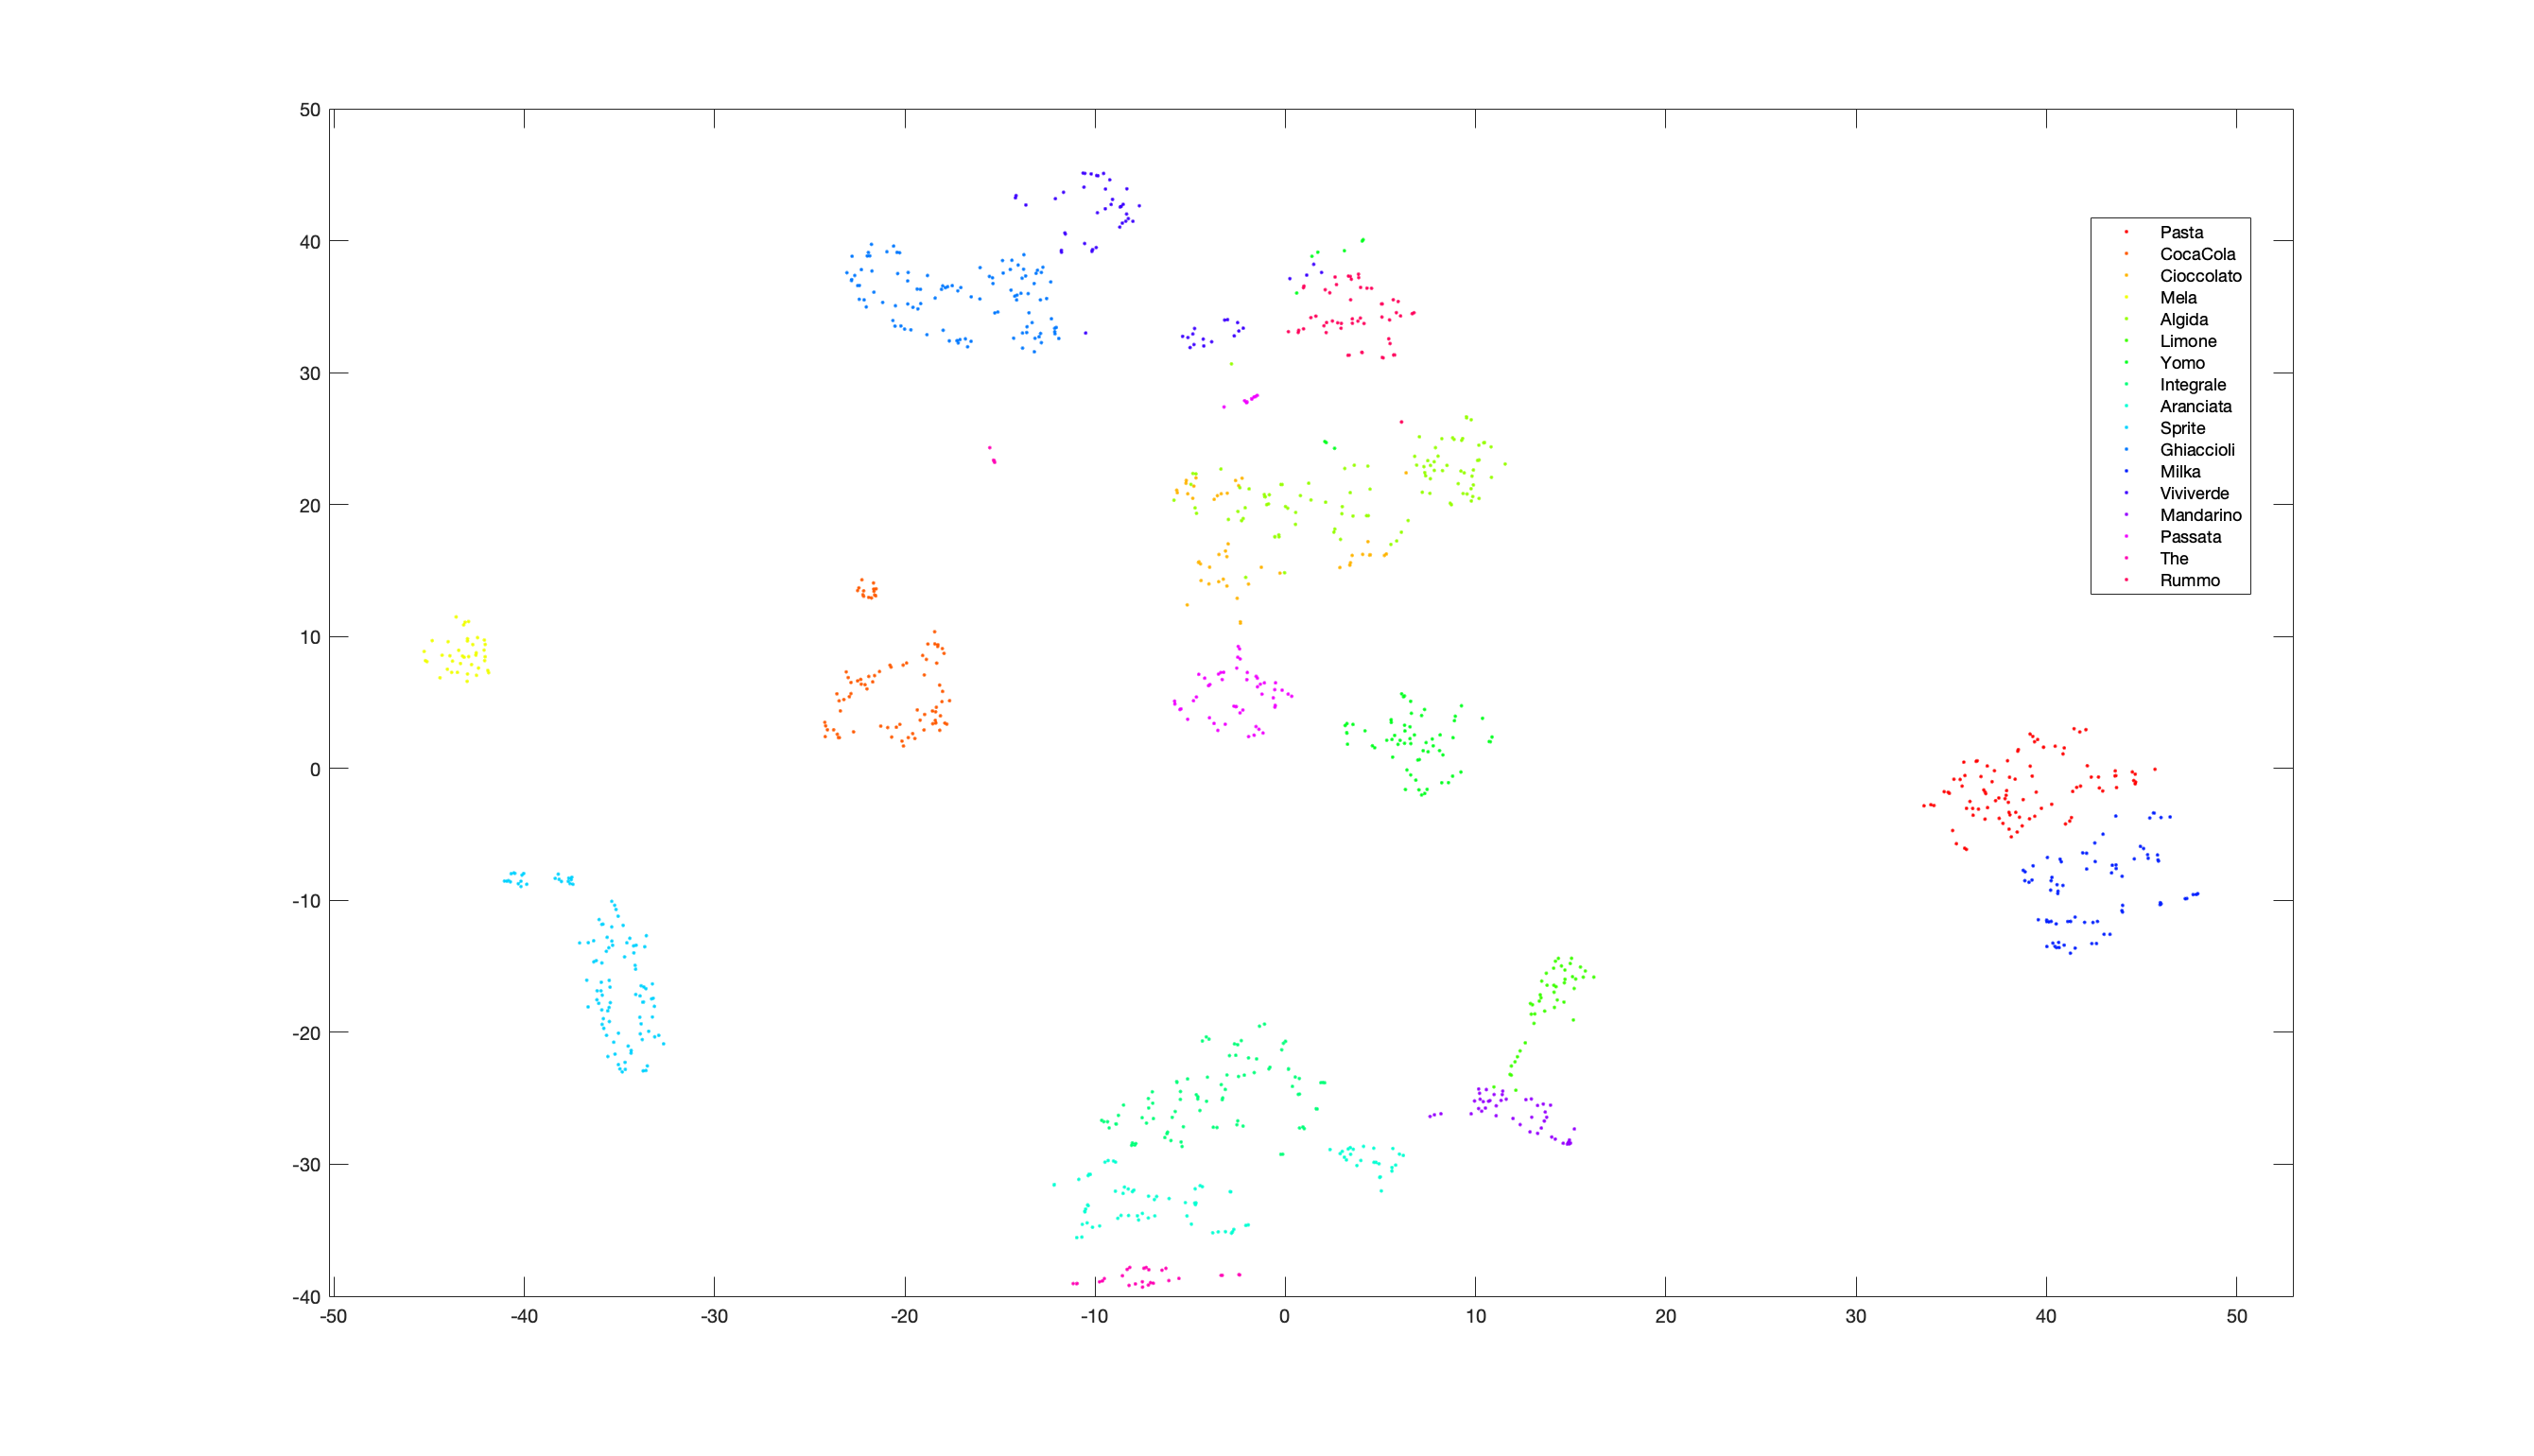 50
40
30
20
10
0
-10
-20
-30
-40
-50 -40 -30 -20 -10 0 10 20 30 40 50
Pasta
CocaCola
Cioccolato
Mela
Algida
Limone
Yomo
Integrale
Aranciata
Sprite
Ghiaccioli
Milka
Viviverde
Mandarino
Passata
The
Rummo